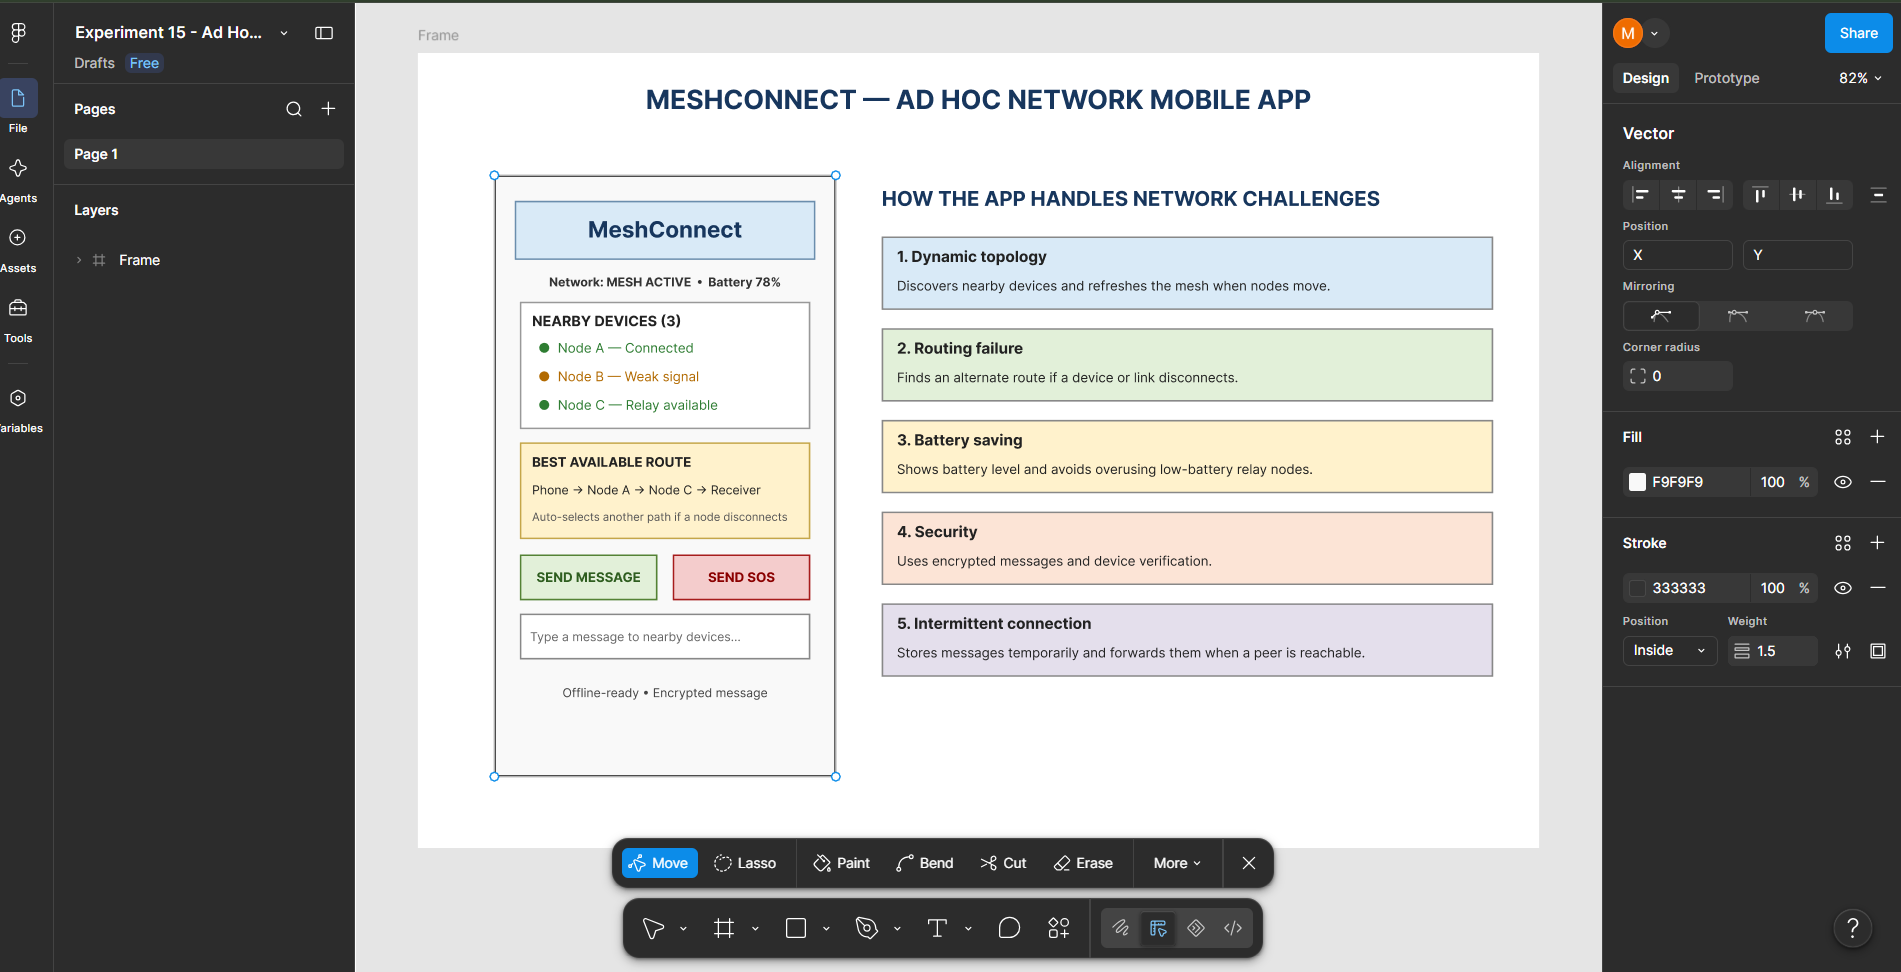 Experiment 15 - Ad Ho...
Drafts Free
Pages
Page 1
Layers
Frame
File
Agents
Assets
Tools
ariables
Frame
MESHCONNECT — AD HOC NETWORK MOBILE APP
MeshConnect
Network: MESH ACTIVE • Battery 78%
NEARBY DEVICES (3)
Node A — Connected
Node B — Weak signal
Node C — Relay available
BEST AVAILABLE ROUTE
Phone → Node A → Node C → Receiver
Auto-selects another path if a node disconnects
SEND MESSAGE
SEND SOS
Type a message to nearby devices...
Offline-ready • Encrypted message
HOW THE APP HANDLES NETWORK CHALLENGES
1. Dynamic topology
Discovers nearby devices and refreshes the mesh when nodes move.
2. Routing failure
Finds an alternate route if a device or link disconnects.
3. Battery saving
Shows battery level and avoids overusing low-battery relay nodes.
4. Security
Uses encrypted messages and device verification.
5. Intermittent connection
Stores messages temporarily and forwards them when a peer is reachable.
Move Lasso Paint Bend Cut Erase More
M
Share
Design Prototype 82%
Vector
Alignment
Position
X Y
Mirroring
Corner radius
0
Fill
F9F9F9 100 %
Stroke
333333 100 %
Position Weight
Inside 1.5
?